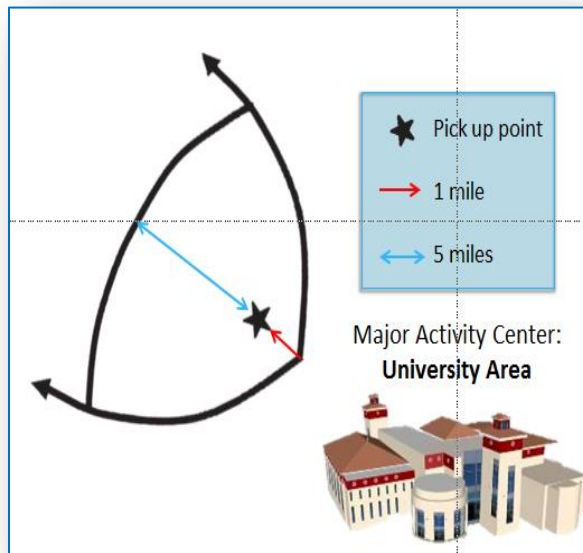 Pick up point
1 mile
5 miles
Major Activity Center:
University Area